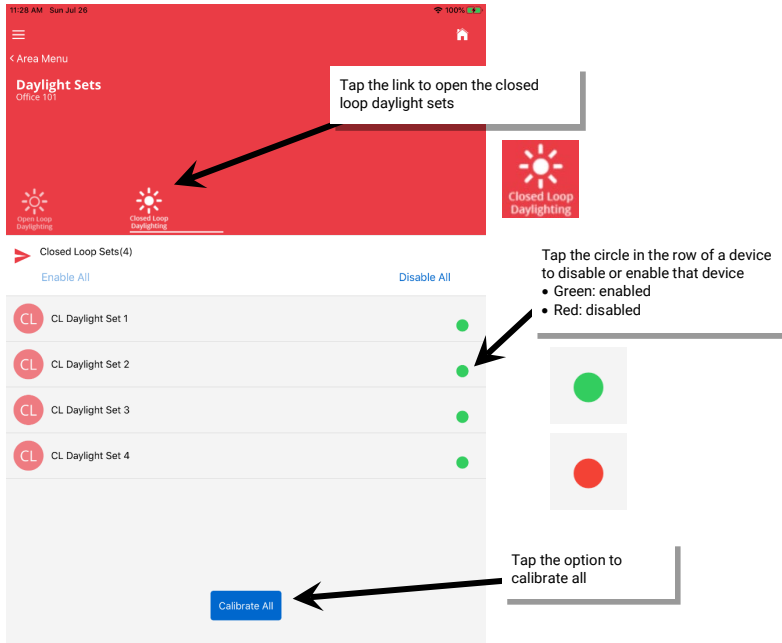 11:28 AM Sun Jul 26
100%
< Area Menu
Daylight Sets
Office 101
Tap the link to open the closed
loop daylight sets
Open Loop
Daylighting
Closed Loop
Daylighting
Closed Loop
Daylighting
Closed Loop Sets(4)
Enable All
Disable All
Tap the circle in the row of a device
to disable or enable that device
• Green: enabled
• Red: disabled
CL CL Daylight Set 1
CL CL Daylight Set 2
CL CL Daylight Set 3
CL CL Daylight Set 4
Tap the option to
calibrate all
Calibrate All